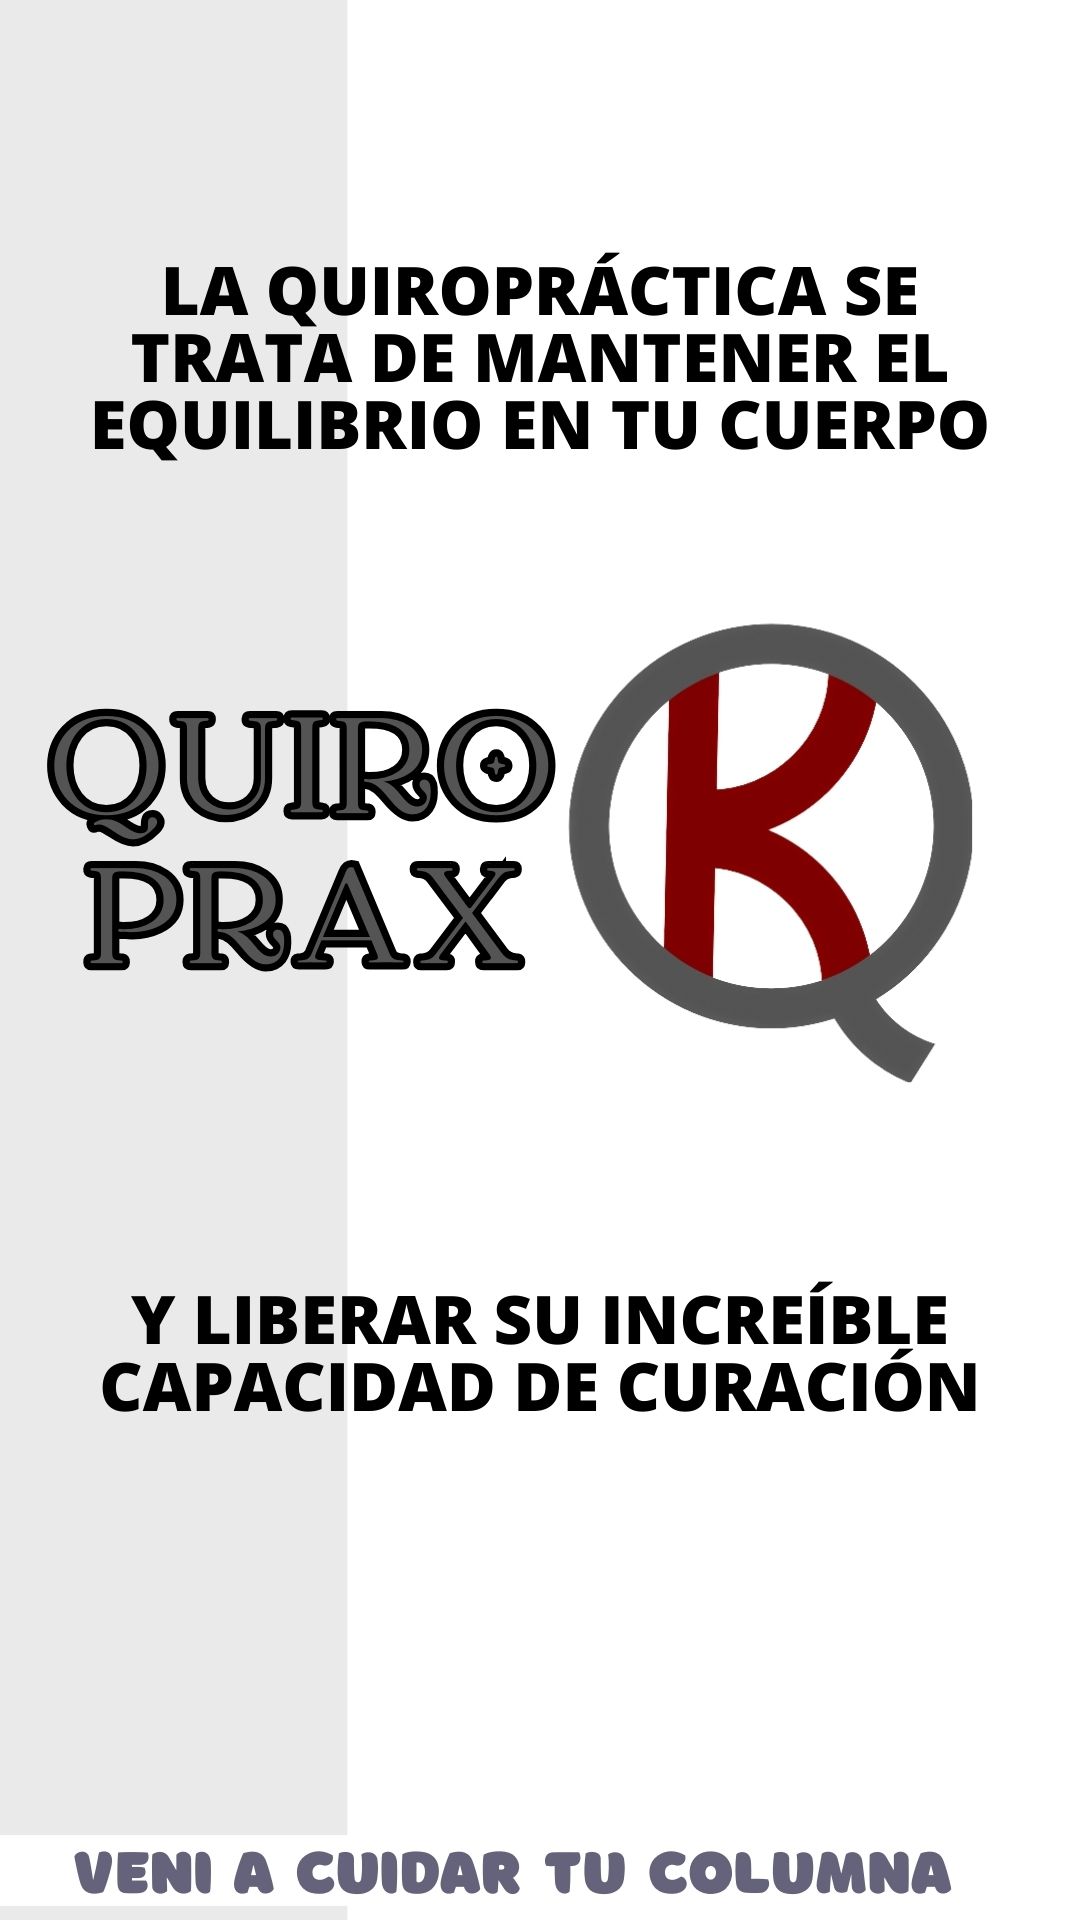 LA QUIROPRÁCTICA SE
TRATA DE MANTENER EL
EQUILIBRIO EN TU CUERPO
QUIRO
PRAX
Y LIBERAR SU INCREÍBLE
CAPACIDAD DE CURACIÓN
VENI A CUIDAR TU COLUMNA